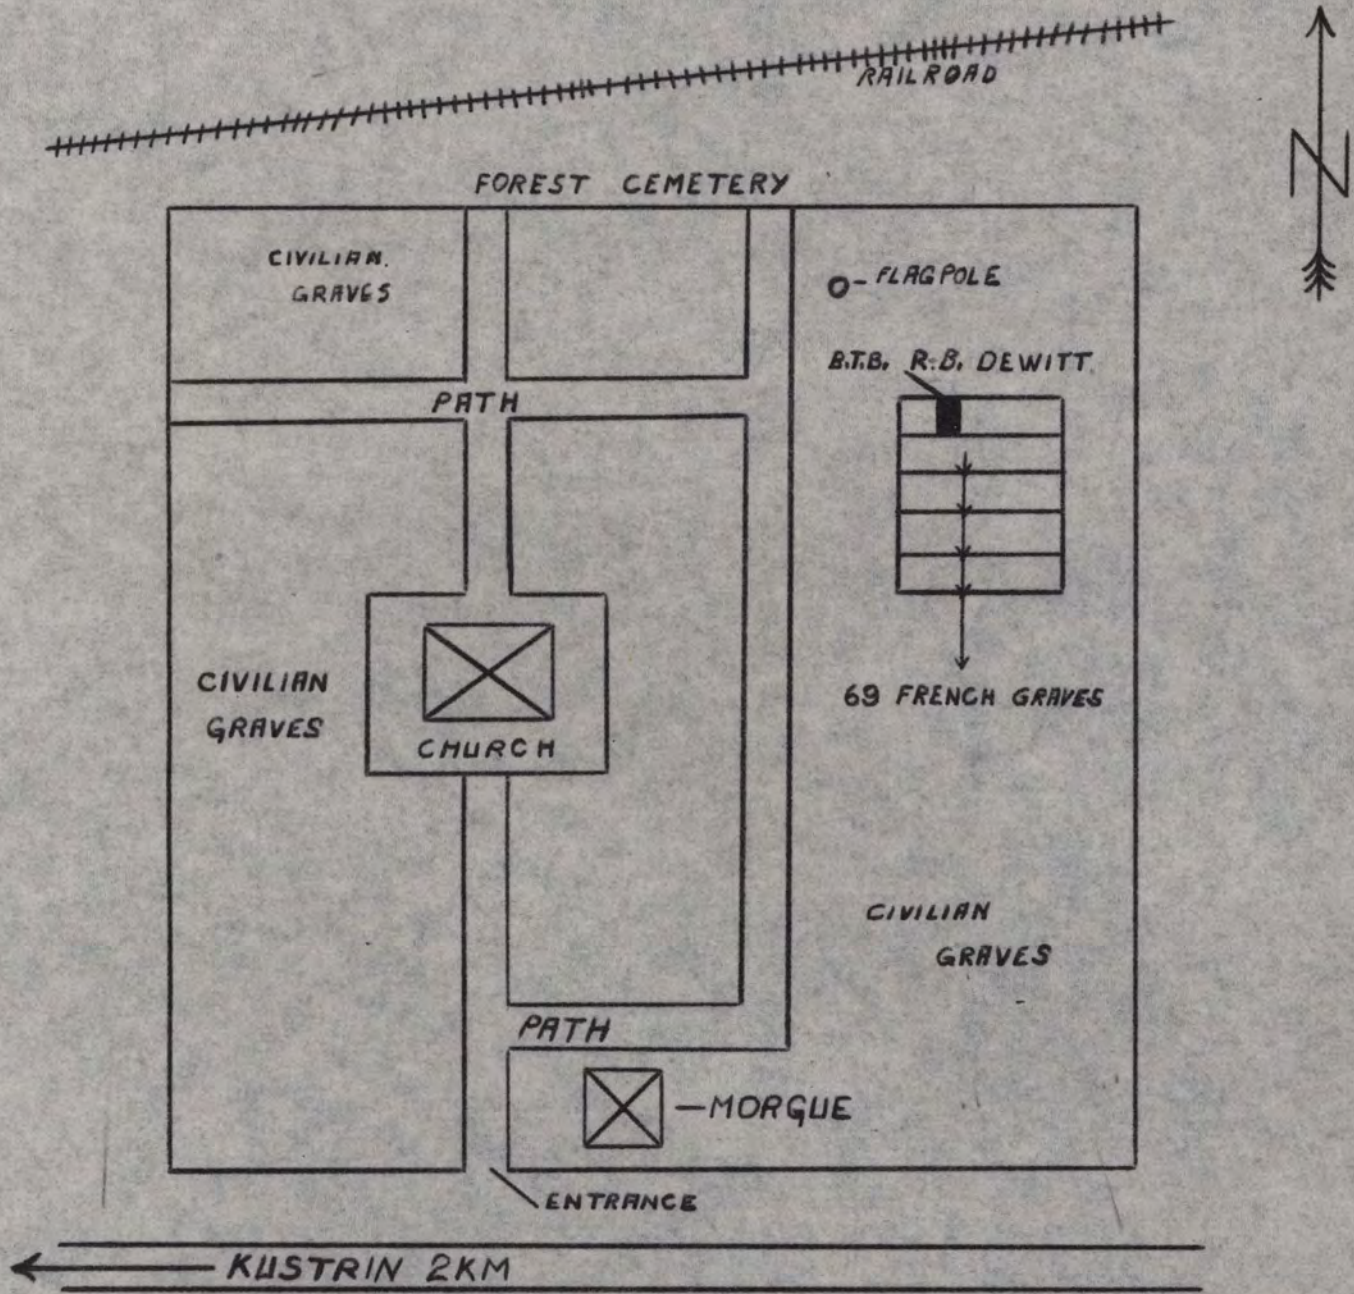 RAILROAD
N
FOREST CEMETERY
CIVILIAN.
GRAVES
O- FLAGPOLE
B.T.B. R.B. DEWITT.
PATH
CIVILIAN
GRAVES
CHURCH
69 FRENCH GRAVES
CIVILIAN
GRAVES
PATH
-MORGUE
ENTRANCE
KUSTRIN 2KM